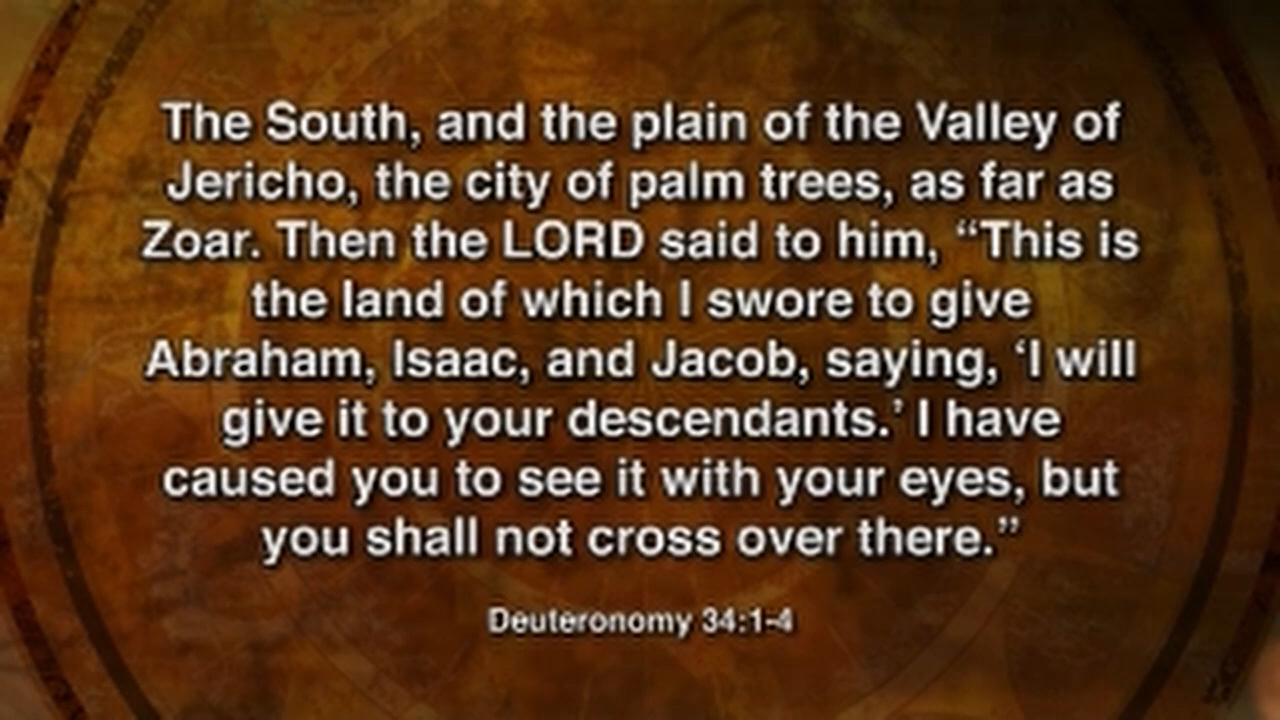 The South, and the plain of the Valley of
Jericho, the city of palm trees, as far as
Zoar. Then the LORD said to him, “This is
the land of which I swore to give
Abraham, Isaac, and Jacob, saying, ‘I will
give it to your descendants.’ I have
caused you to see it with your eyes, but
you shall not cross over there.”
Deuteronomy 34:1-4